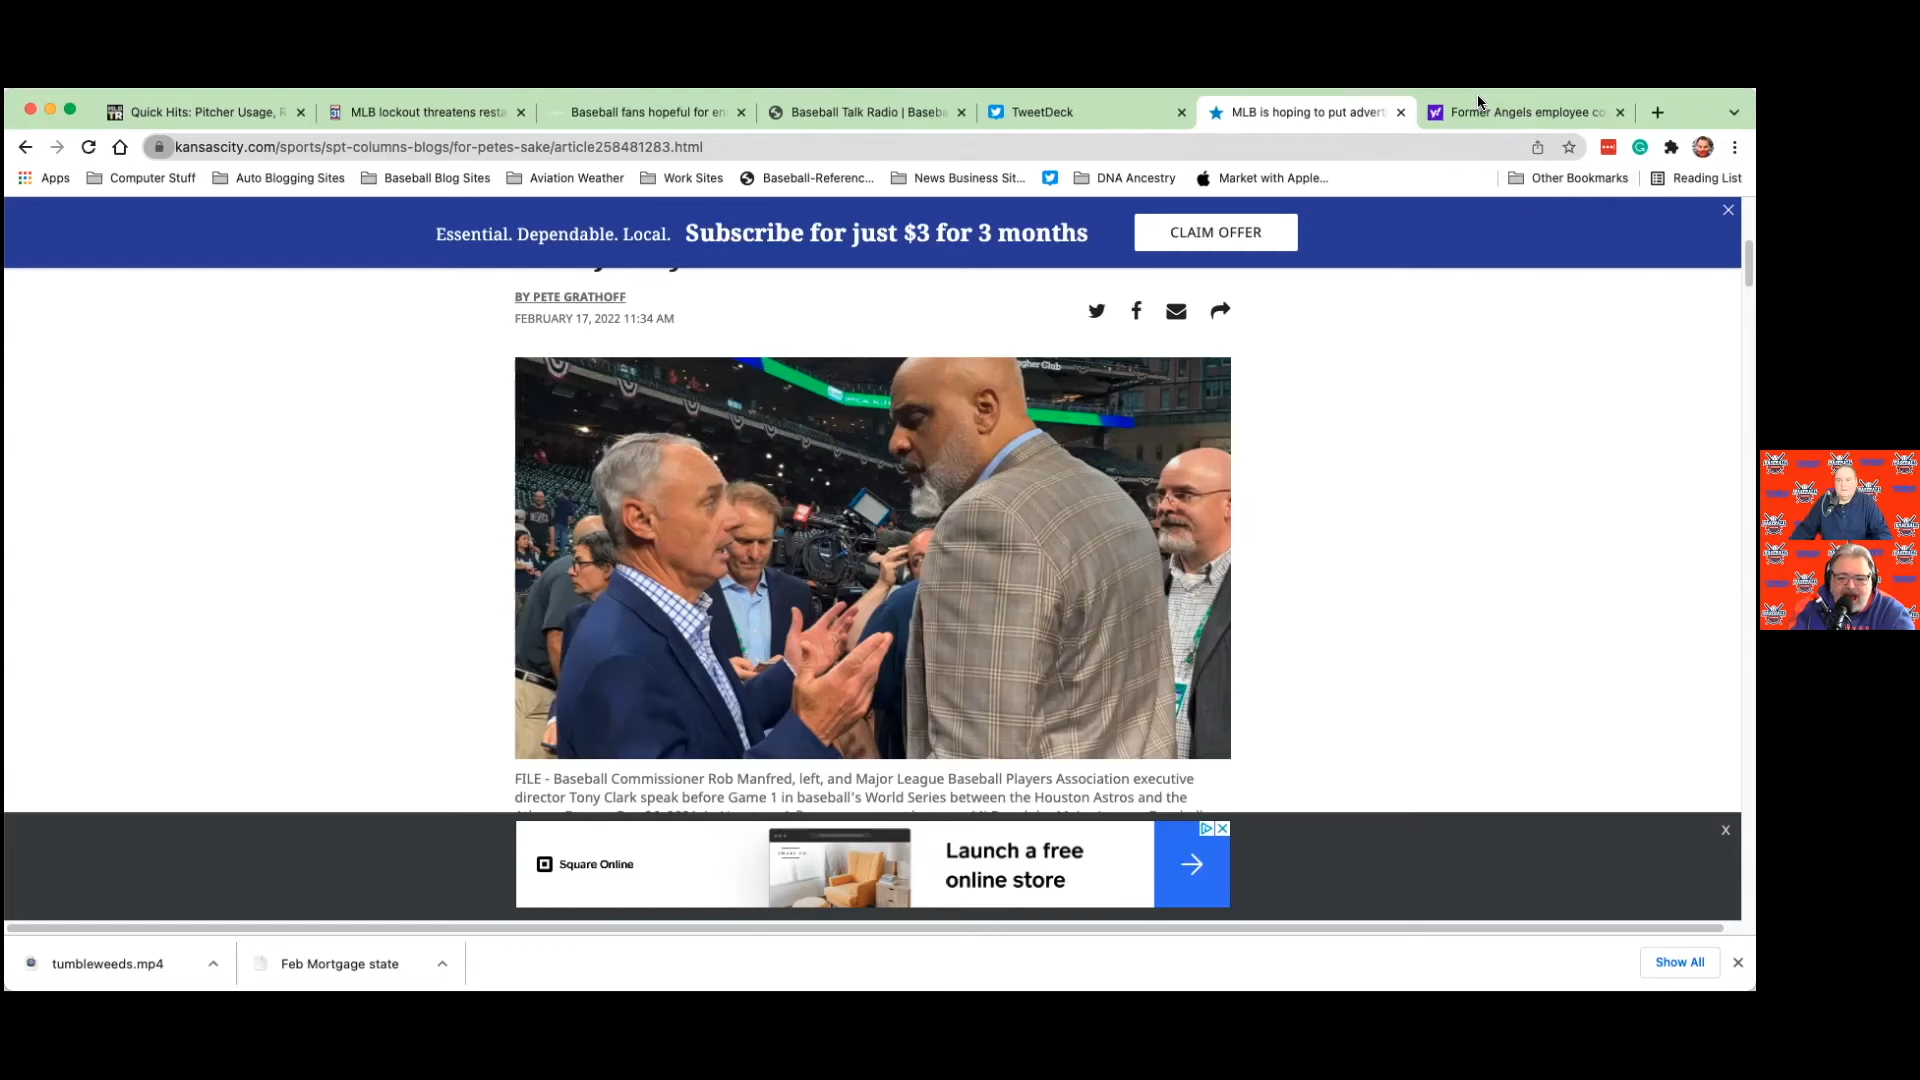 Quick Hits: Pitcher Usage, R
MLB lockout threatens resta
Baseball fans hopeful for en
Baseball Talk Radio | Baseba
TweetDeck
MLB is hoping to put advert
Former Angels employee co
kansascity.com/sports/spt-columns-blogs/for-petes-sake/article258481283.html
Apps
Computer Stuff
Auto Blogging Sites
Baseball Blog Sites
Aviation Weather
Work Sites
Baseball-Referenc...
News Business Sit...
DNA Ancestry
Market with Apple...
Other Bookmarks
Reading List
Essential. Dependable. Local. Subscribe for just $3 for 3 months
CLAIM OFFER
BY PETE GRATHOFF
FEBRUARY 17, 2022 11:34 AM
FILE - Baseball Commissioner Rob Manfred, left, and Major League Baseball Players Association executive
director Tony Clark speak before Game 1 in baseball's World Series between the Houston Astros and the
Square Online
Launch a free
online store
tumbleweeds.mp4
Feb Mortgage state
Show All